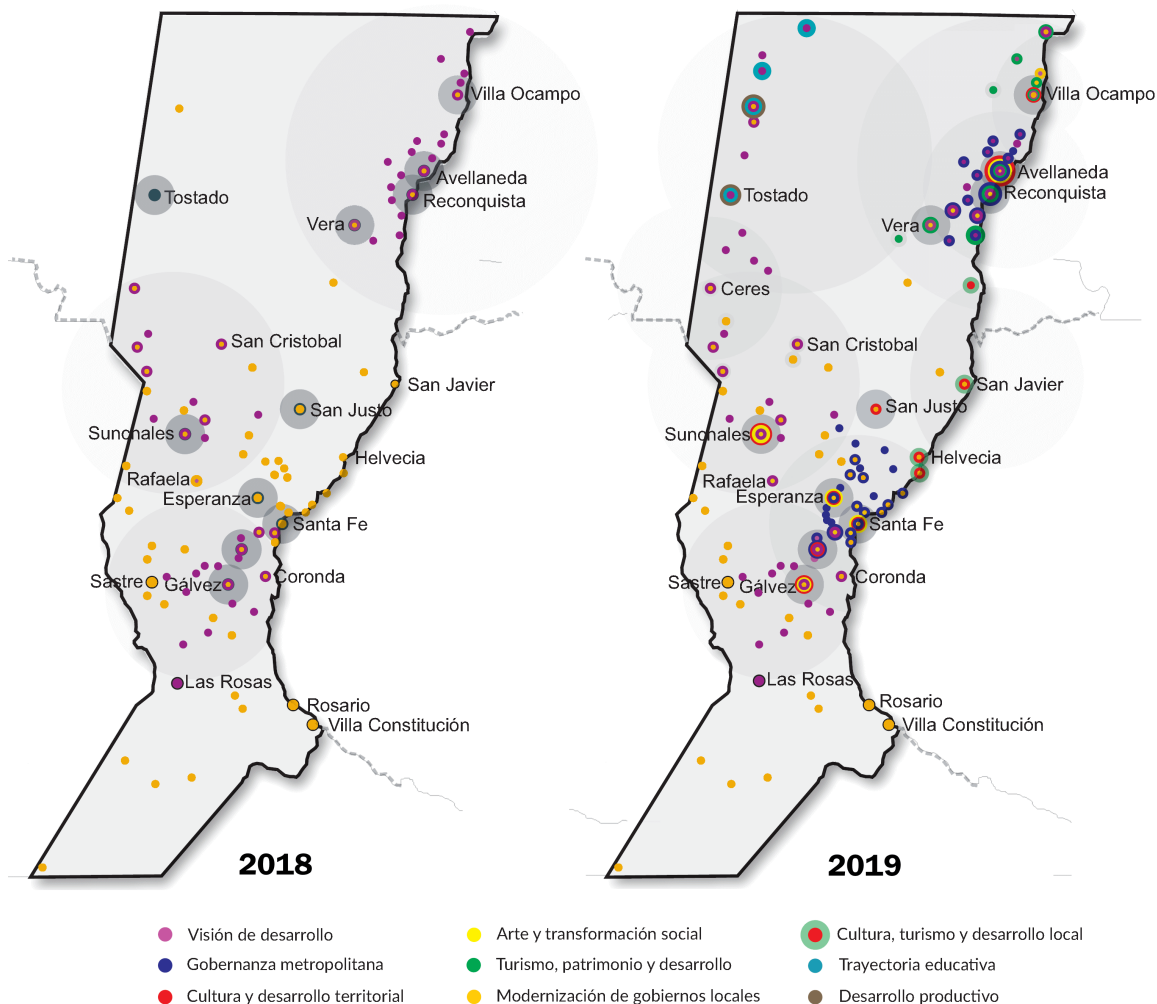 Villa Ocampo
Avellaneda
Reconquista
Tostado
Vera
San Cristobal
San Javier
San Justo
Sunchales
Helvecia
Rafaela
Esperanza
Santa Fe
Sastre
Gálvez
Coronda
Las Rosas
Rosario
Villa Constitución
2018
Villa Ocampo
Avellaneda
Reconquista
Tostado
Vera
Ceres
San Cristobal
San Javier
San Justo
Sunchales
Helvecia
Rafaela
Esperanza
Santa Fe
Sastre
Gálvez
Coronda
Las Rosas
Rosario
Villa Constitución
2019
Visión de desarrollo
Arte y transformación social
Cultura, turismo y desarrollo local
Gobernanza metropolitana
Turismo, patrimonio y desarrollo
Trayectoria educativa
Cultura y desarrollo territorial
Modernización de gobiernos locales
Desarrollo productivo